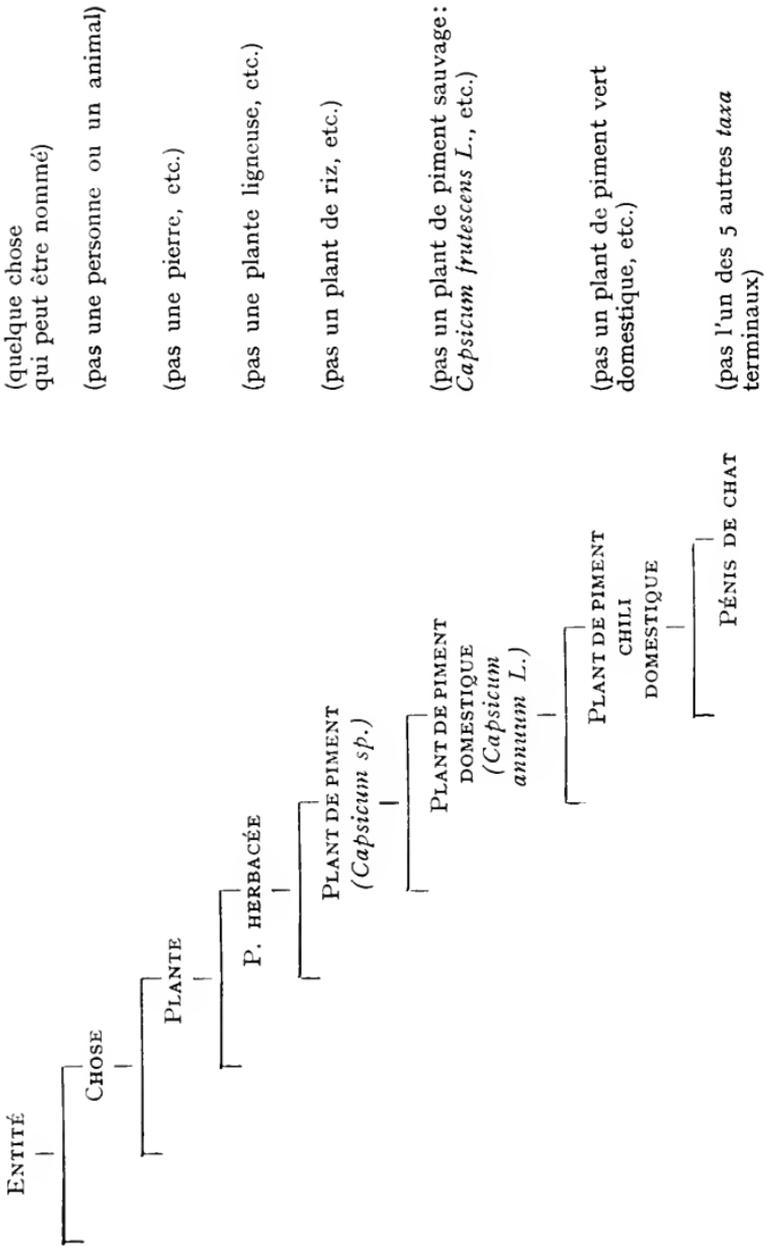 ENTITÉ
(quelque chose
qui peut être nommé)
CHOSE
(pas une personne ou un animal)
PLANTE
(pas une pierre, etc.)
P. HERBACÉE
(pas une plante ligneuse, etc.)
PLANT DE PIMENT
(Capsicum sp.)
(pas un plant de riz, etc.)
PLANT DE PIMENT
DOMESTIQUE
(Capsicum
annuum L.)
(pas un plant de piment sauvage:
Capsicum frutescens L., etc.)
PLANT DE PIMENT
CHILI
DOMESTIQUE
(pas un plant de piment vert
domestique, etc.)
PÉNIS DE CHAT
(pas l'un des 5 autres taxa
terminaux)